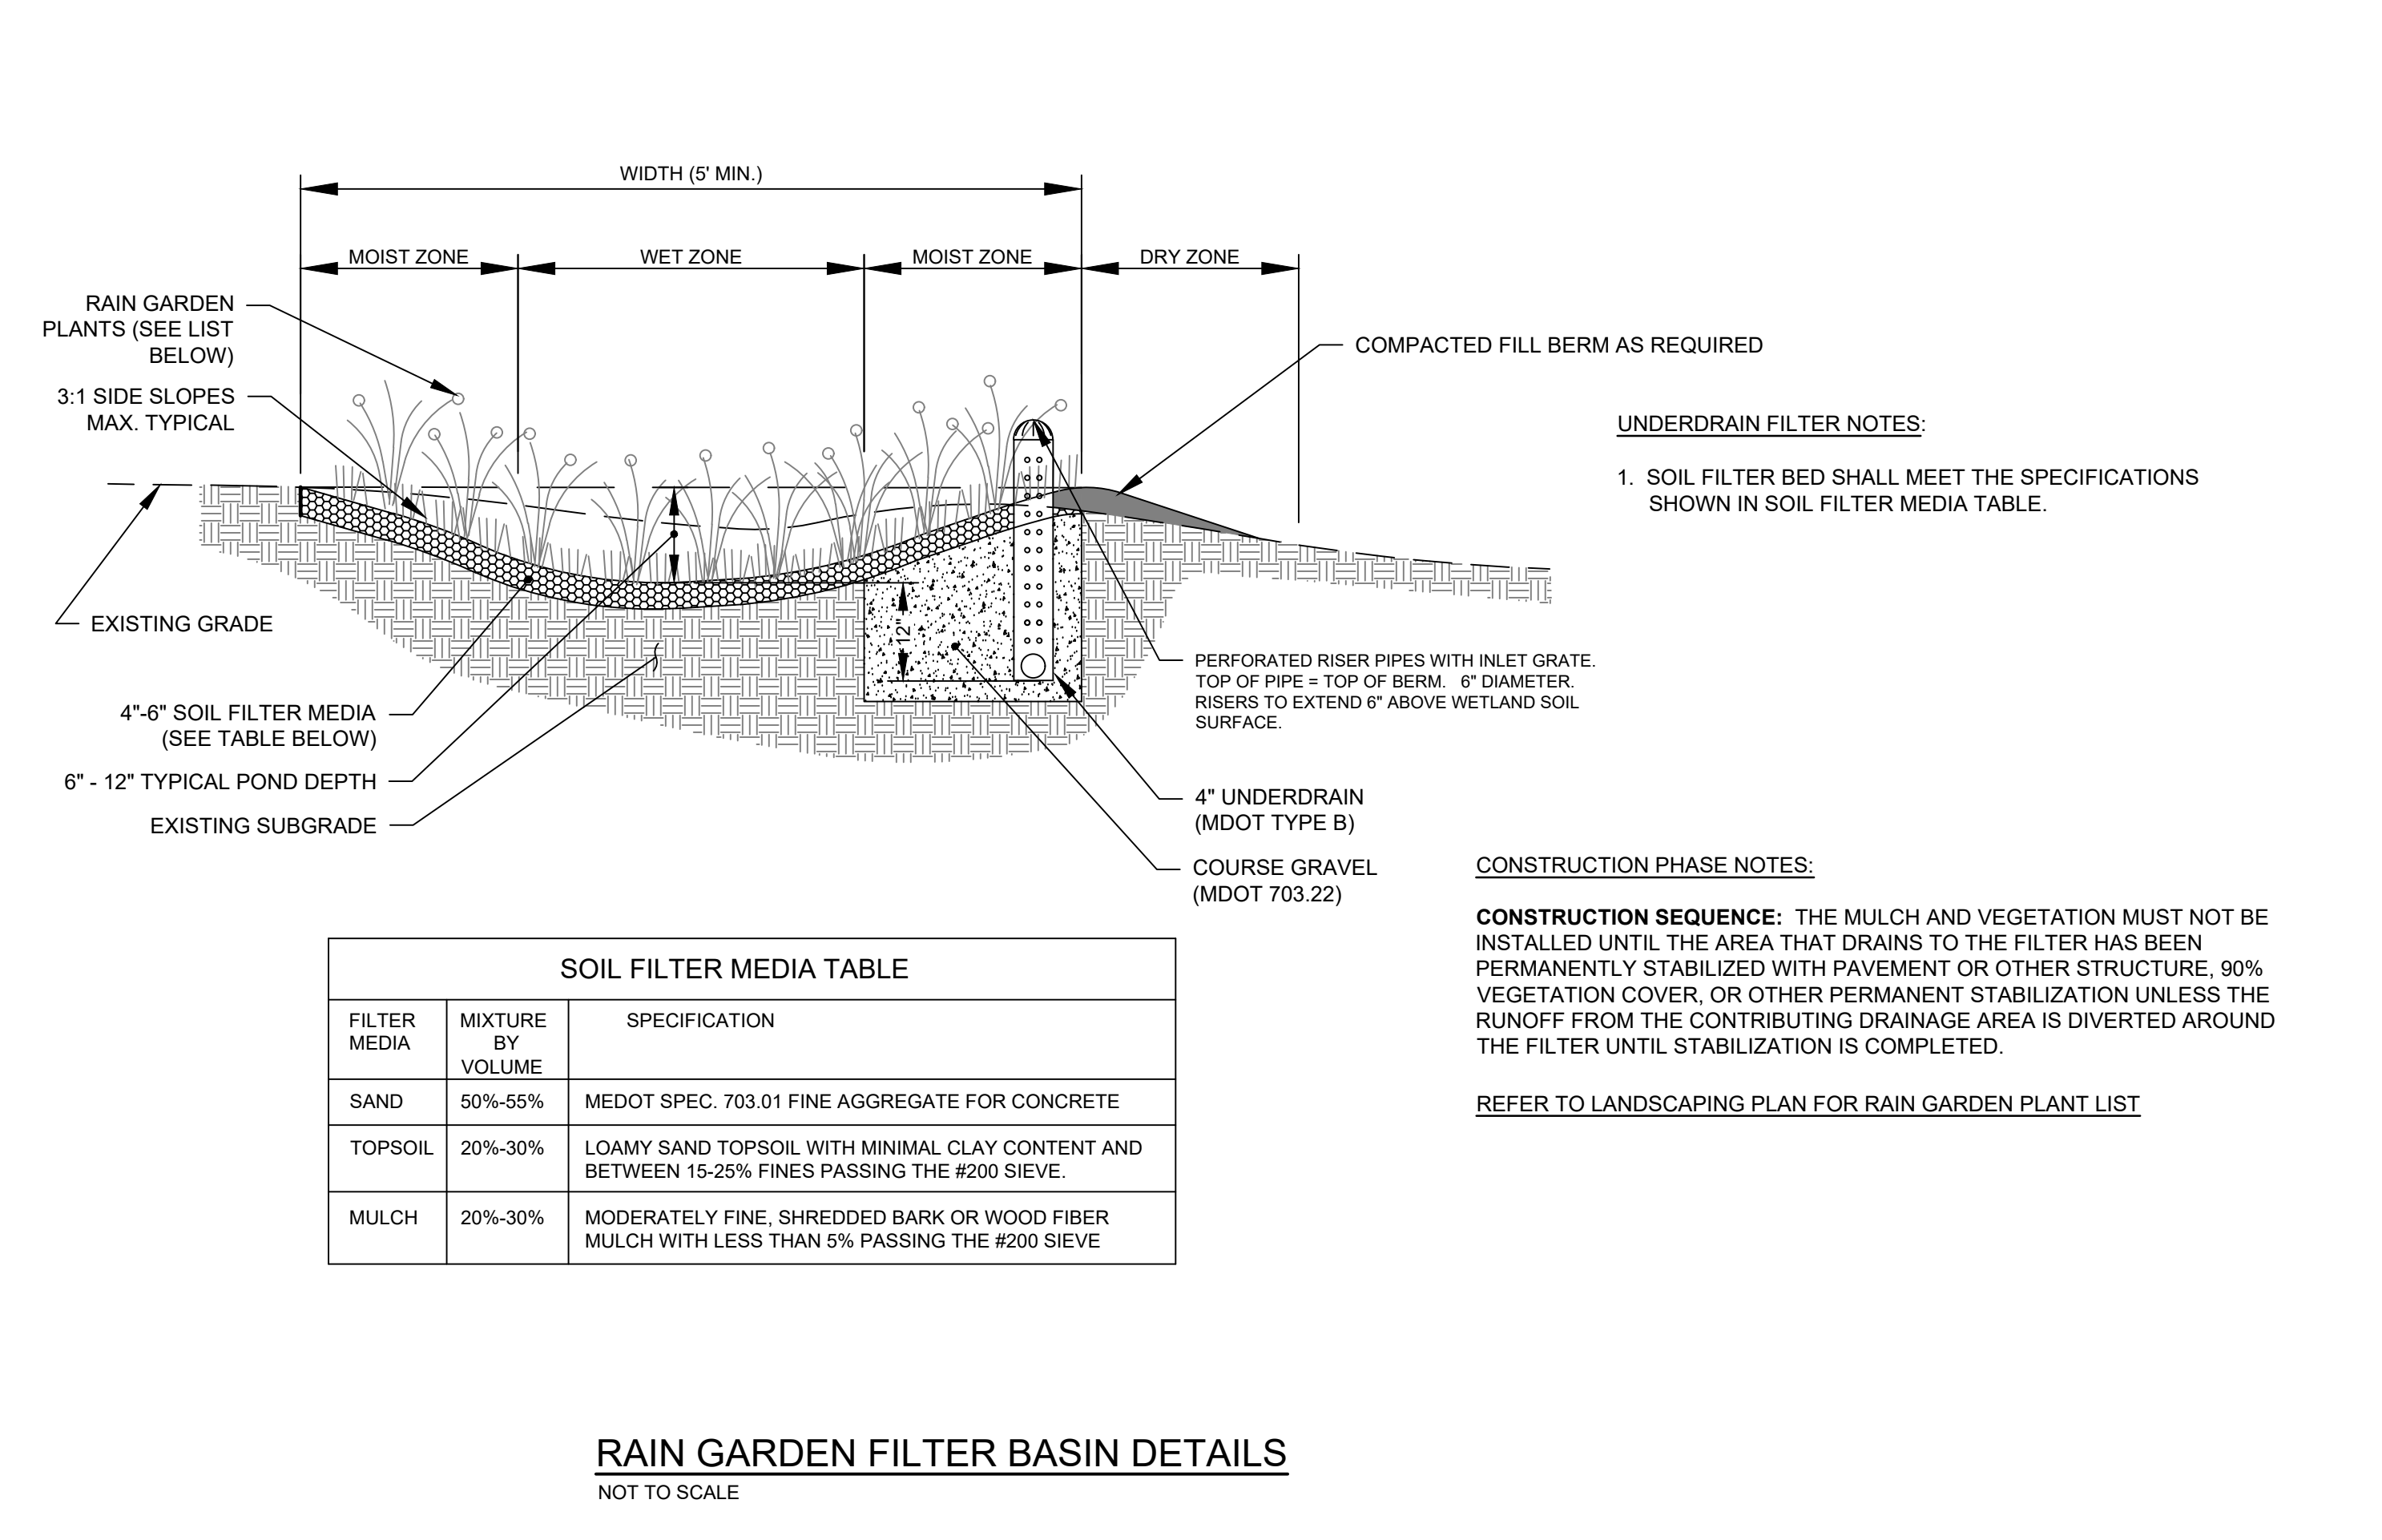 WIDTH (5' MIN.)
MOIST ZONE
WET ZONE
MOIST ZONE
DRY ZONE
RAIN GARDEN
PLANTS (SEE LIST
BELOW)
3:1 SIDE SLOPES
MAX. TYPICAL
EXISTING GRADE
4"-6" SOIL FILTER MEDIA
(SEE TABLE BELOW)
6" - 12" TYPICAL POND DEPTH
EXISTING SUBGRADE
12"
COMPACTED FILL BERM AS REQUIRED
PERFORATED RISER PIPES WITH INLET GRATE.
TOP OF PIPE = TOP OF BERM. 6" DIAMETER.
RISERS TO EXTEND 6" ABOVE WETLAND SOIL
SURFACE.
4" UNDERDRAIN
(MDOT TYPE B)
COURSE GRAVEL
(MDOT 703.22)
UNDERDRAIN FILTER NOTES:
1. SOIL FILTER BED SHALL MEET THE SPECIFICATIONS
SHOWN IN SOIL FILTER MEDIA TABLE.
CONSTRUCTION PHASE NOTES:
CONSTRUCTION SEQUENCE: THE MULCH AND VEGETATION MUST NOT BE
INSTALLED UNTIL THE AREA THAT DRAINS TO THE FILTER HAS BEEN
PERMANENTLY STABILIZED WITH PAVEMENT OR OTHER STRUCTURE, 90%
VEGETATION COVER, OR OTHER PERMANENT STABILIZATION UNLESS THE
RUNOFF FROM THE CONTRIBUTING DRAINAGE AREA IS DIVERTED AROUND
THE FILTER UNTIL STABILIZATION IS COMPLETED.
REFER TO LANDSCAPING PLAN FOR RAIN GARDEN PLANT LIST
SOIL FILTER MEDIA TABLE
FILTER
MEDIA
MIXTURE
BY
VOLUME
SPECIFICATION
SAND
50%-55%
MEDOT SPEC. 703.01 FINE AGGREGATE FOR CONCRETE
TOPSOIL
20%-30%
LOAMY SAND TOPSOIL WITH MINIMAL CLAY CONTENT AND
BETWEEN 15-25% FINES PASSING THE #200 SIEVE.
MULCH
20%-30%
MODERATELY FINE, SHREDDED BARK OR WOOD FIBER
MULCH WITH LESS THAN 5% PASSING THE #200 SIEVE
RAIN GARDEN FILTER BASIN DETAILS
NOT TO SCALE